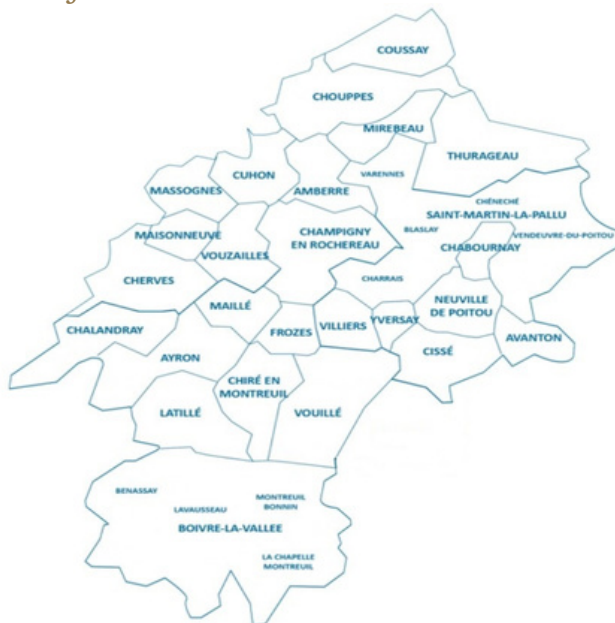 COUSSAY
CHOUPPES
MIREBEAU
THURAGEAU
VARENNES
CUHON
AMBERRE
MASSOGNES
CHÉNECHÉ
SAINT-MARTIN-LA-PALLU
BLASLAY
VENDEUVRE-DU-POITOU
MAISONNEUVE
CHAMPIGNY
EN ROCHEREAU
CHABOURNAY
VOUZAILLES
CHERVES
CHARRAIS
MAILLÉ
NEUVILLE
DE POITOU
CHALANDRAY
FROZES
VILLIERS
YVERSAY
AVANTON
AYRON
CISSÉ
CHIRÉ EN
MONTREUIL
LATILLÉ
VOUILLÉ
BENASSAY
MONTREUIL
BONNIN
LAVAUSSEAU
BOIVRE-LA-VALLEE
LA CHAPELLE
MONTREUIL